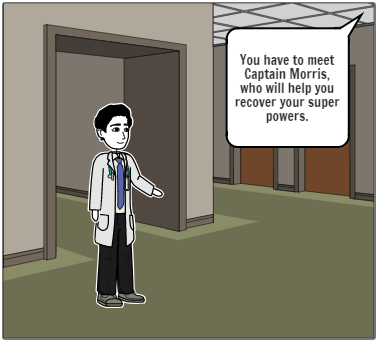 You have to meet
Captain Morris,
who will help you
recover your super
powers.